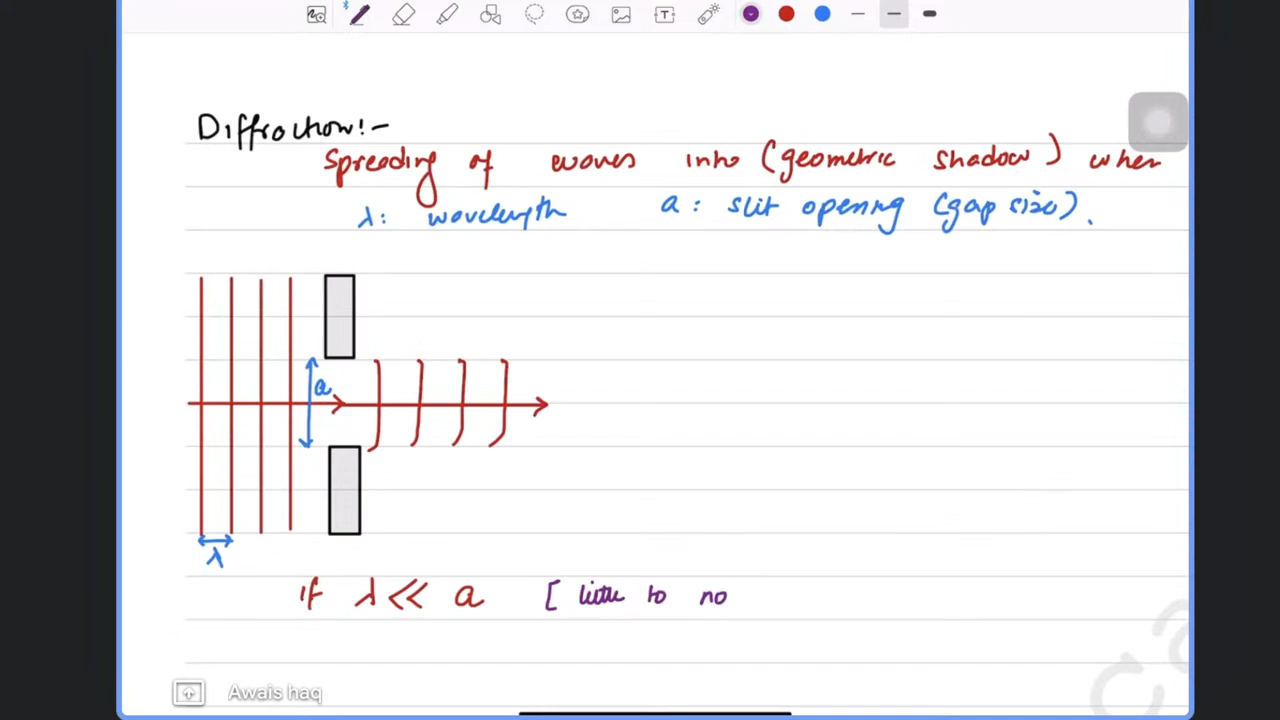 Diffraction:-
Spreading of waves into (geometric shadow) when
λ: wavelength a: slit opening (gap size).
a
λ
if λ << a [ little to no
Awais haq